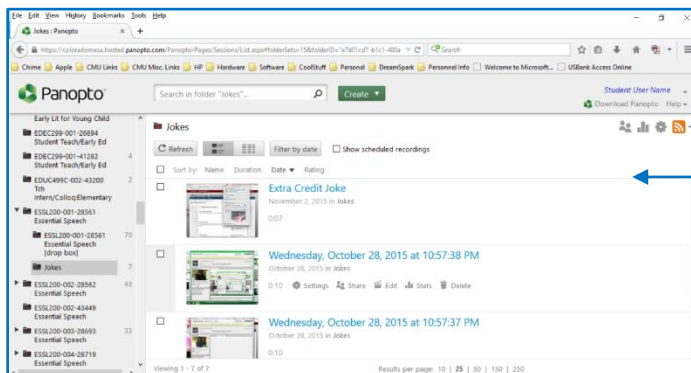 File Edit View History Bookmarks Tools Help
Jokes : Panopto × +
https://coloradomesa.hosted.panopto.com/Panopto/Pages/Sessions/List.aspx#folderSets=15&folderID="e7d01cd7-b1c1-400a Search
Chime Apple CMU Links CMU Misc. Links HP Hardware Software CoolStuff Personal DreamSpark Personnel Info Welcome to Microsoft... USBank Access Online
Panopto Search in folder "Jokes"... Create Student User Name
Download Panopto Help
Early Lit for Young Child
EDEC299-001-26894
Student Teach/Early Ed
EDEC299-001-41282 4
Student Teach/Early Ed
EDUC499C-002-43200 2
Tch
Intern/Colloq:Elementary
ESSL200-001-28561
Essential Speech
ESSL200-001-28561 70
Essential Speech
[drop box]
Jokes 7
ESSL200-002-28562 43
Essential Speech
ESSL200-002-43449
Essential Speech
ESSL200-003-28693 33
Essential Speech
ESSL200-004-28719
Essential Speech
Jokes
Refresh Filter by date Show scheduled recordings
Sort by: Name Duration Date Rating
Extra Credit Joke
November 2, 2015 in Jokes
0:07
Wednesday, October 28, 2015 at 10:57:38 PM
October 28, 2015 in Jokes
0:10 Settings Share Edit Stats Delete
Wednesday, October 28, 2015 at 10:57:37 PM
October 28, 2015 in Jokes
0:10
Viewing 1 - 7 of 7 Results per page: 10 | 25 | 50 | 150 | 250